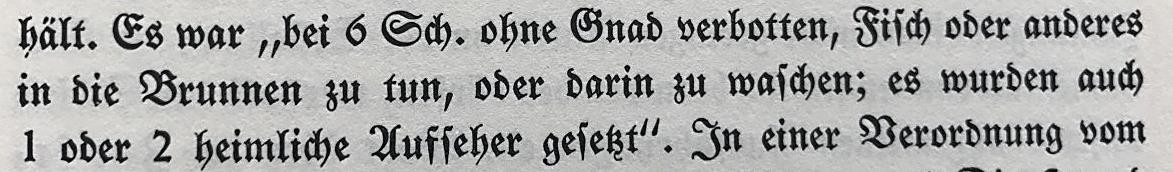 hält. Es war „bei 6 Sch. ohne Gnad verbotten, Fisch oder anderes
in die Brunnen zu tun, oder darin zu waschen; es wurden auch
1 oder 2 heimliche Aufseher gesetzt“. In einer Verordnung vom